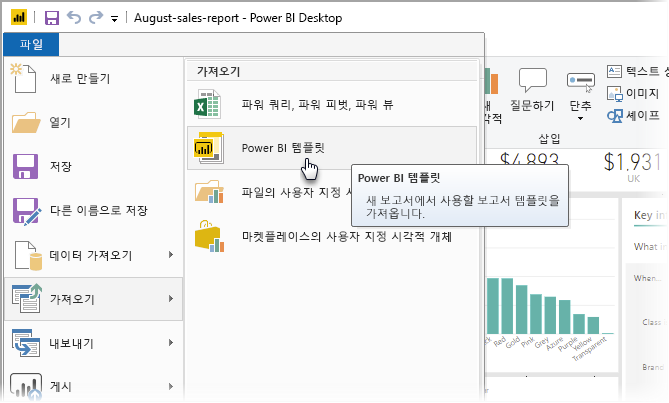 August-sales-report - Power BI Desktop
파일
새로 만들기
열기
저장
다른 이름으로 저장
데이터 가져오기
가져오기
내보내기
게시
가져오기
파워 쿼리, 파워 피벗, 파워 뷰
Power BI 템플릿
파일의 사용자 지정
마켓플레이스의 사용자 지정 시각적 개체
Power BI 템플릿
새 보고서에서 사용할 보고서 템플릿을
가져옵니다.
새
각적
질문하기
단추
텍스트
이미지
셰이프
삽입
$4,893
$1,931
UK
Key in
What in
When...
Class
Brand
Red
Gold
Pink
Grey
Azure
Purple
Yellow
Transparent